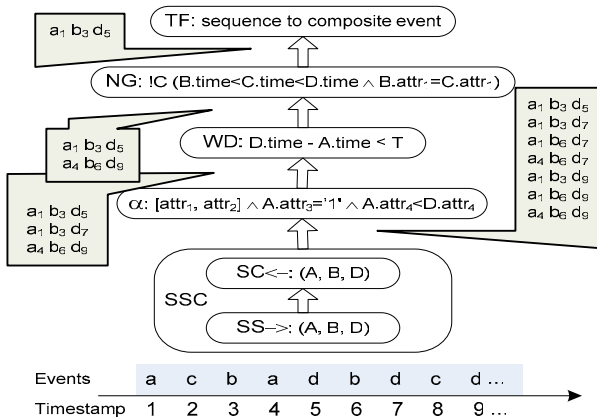 TF: sequence to composite event
a1 b3 d5
NG: !C (B.time<C.time<D.time ∧ B.attr1=C.attr1)
a1 b3 d5
a4 b6 d9
WD: D.time - A.time < T
a1 b3 d5
a1 b3 d7
a1 b6 d7
a4 b6 d7
a1 b3 d9
a1 b6 d9
a4 b6 d9
a1 b3 d5
a1 b3 d7
a4 b6 d9
α: [attr1, attr2] ∧ A.attr3='1' ∧ A.attr4<D.attr4
SSC
SC<–: (A, B, D)
SS–>: (A, B, D)
Events a c b a d b d c d ...
Timestamp 1 2 3 4 5 6 7 8 9 ...